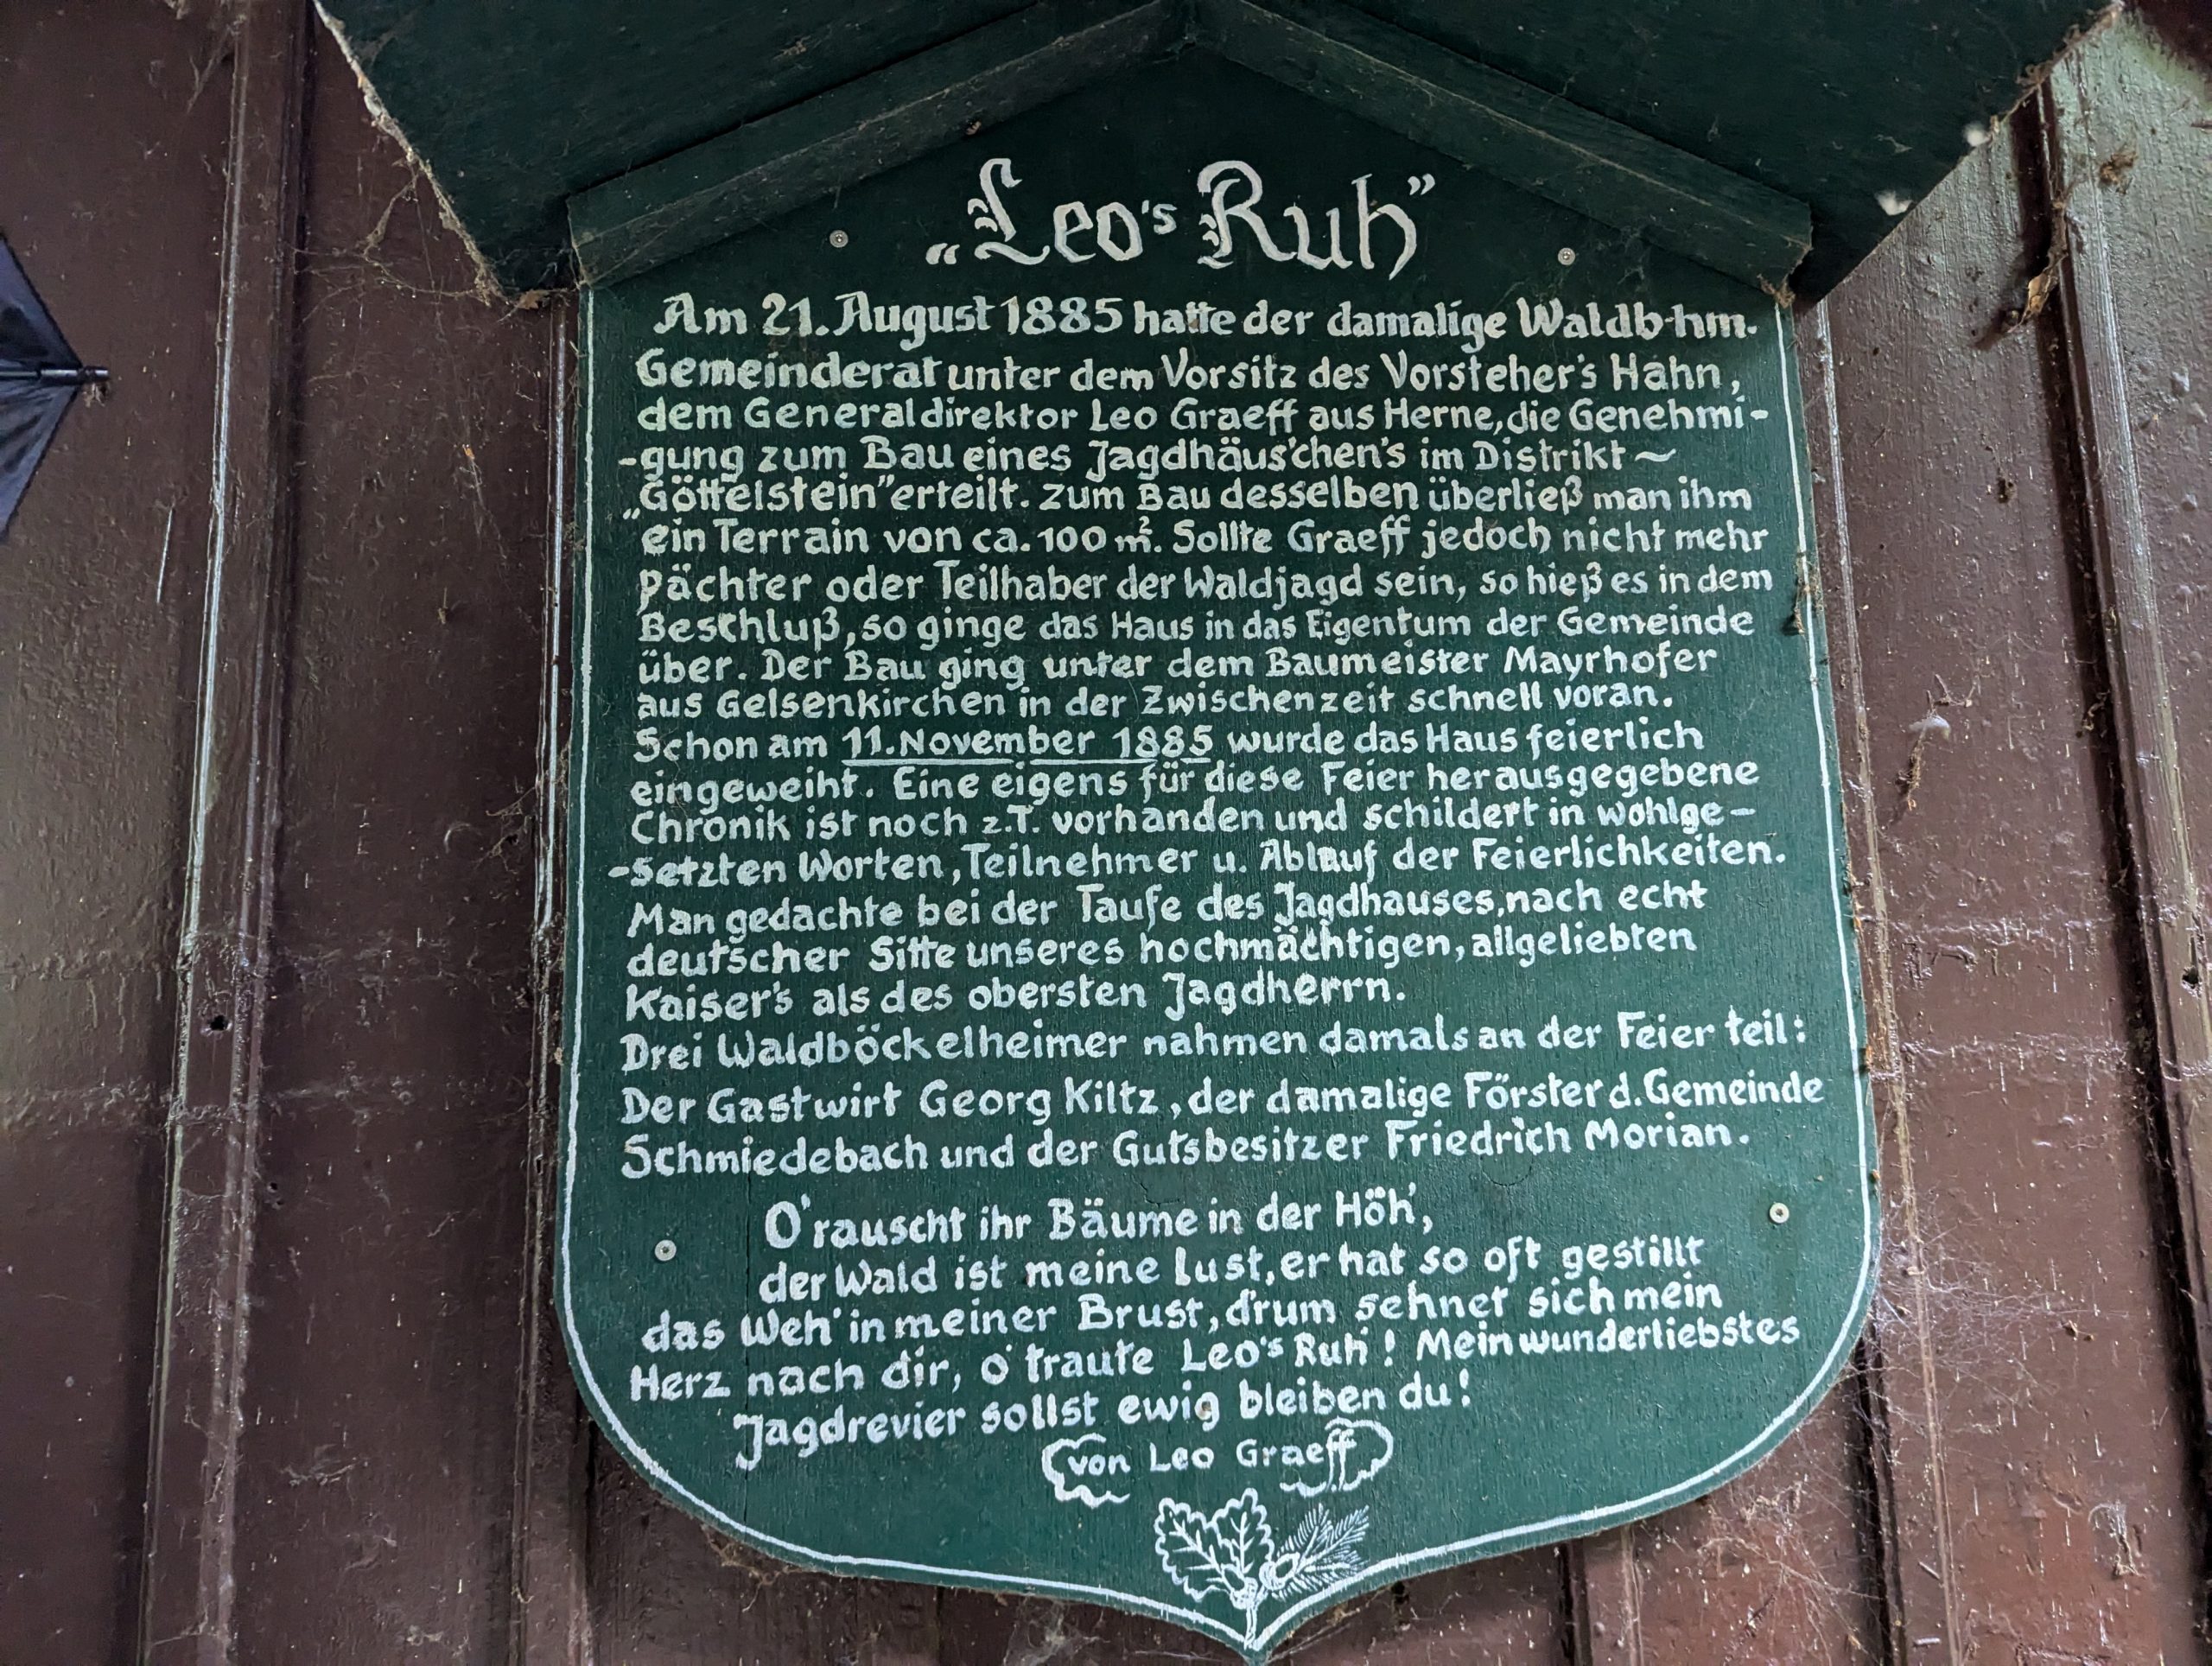 „Leo's Ruh”
Am 21. August 1885 hatte der damalige Waldb-hm.
Gemeinderat unter dem Vorsitz des Vorsteher's Hahn,
dem Generaldirektor Leo Graeff aus Herne, die Genehmi-
-gung zum Bau eines Jagdhäus'chen's im Distrikt ~
„Göttelstein” erteilt. Zum Bau desselben überließ man ihm
ein Terrain von ca. 100 m². Sollte Graeff jedoch nicht mehr
Pächter oder Teilhaber der Waldjagd sein, so hieß es in dem
Beschluß, so ginge das Haus in das Eigentum der Gemeinde
über. Der Bau ging unter dem Baumeister Mayrhofer
aus Gelsenkirchen in der Zwischenzeit schnell voran.
Schon am 11. November 1885 wurde das Haus feierlich
eingeweiht. Eine eigens für diese Feier herausgegebene
Chronik ist noch z.T. vorhanden und schildert in wohlge-
-setzten Worten, Teilnehmer u. Ablauf der Feierlichkeiten.
Man gedachte bei der Taufe des Jagdhauses, nach echt
deutscher Sitte unseres hochmächtigen, allgeliebten
Kaiser's als des obersten Jagdherrn.
Drei Waldböckelheimer nahmen damals an der Feier teil:
Der Gastwirt Georg Kiltz, der damalige Förster d. Gemeinde
Schmiedebach und der Gutsbesitzer Friedrich Morian.
O' rauscht ihr Bäume in der Höh',
der Wald ist meine Lust, er hat so oft gestillt
das Weh' in meiner Brust, d'rum sehnet sich mein
Herz nach dir, o' traute Leo's Ruh'! Mein wunderliebstes
Jagdrevier sollst ewig bleiben du!
von Leo Graeff